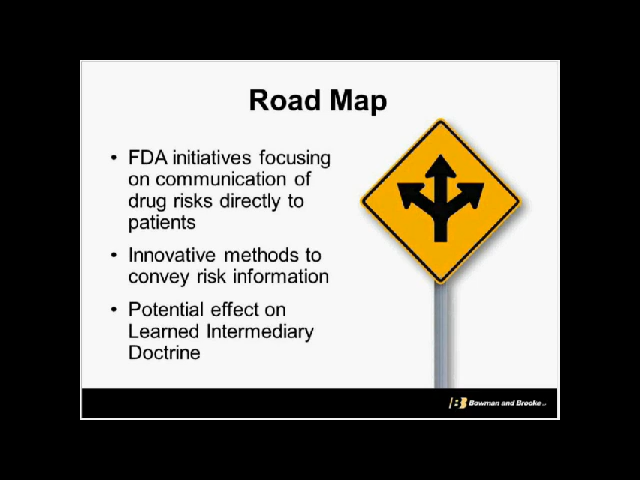 Road Map
• FDA initiatives focusing
on communication of
drug risks directly to
patients
• Innovative methods to
convey risk information
• Potential effect on
Learned Intermediary
Doctrine
Bowman and Brooke